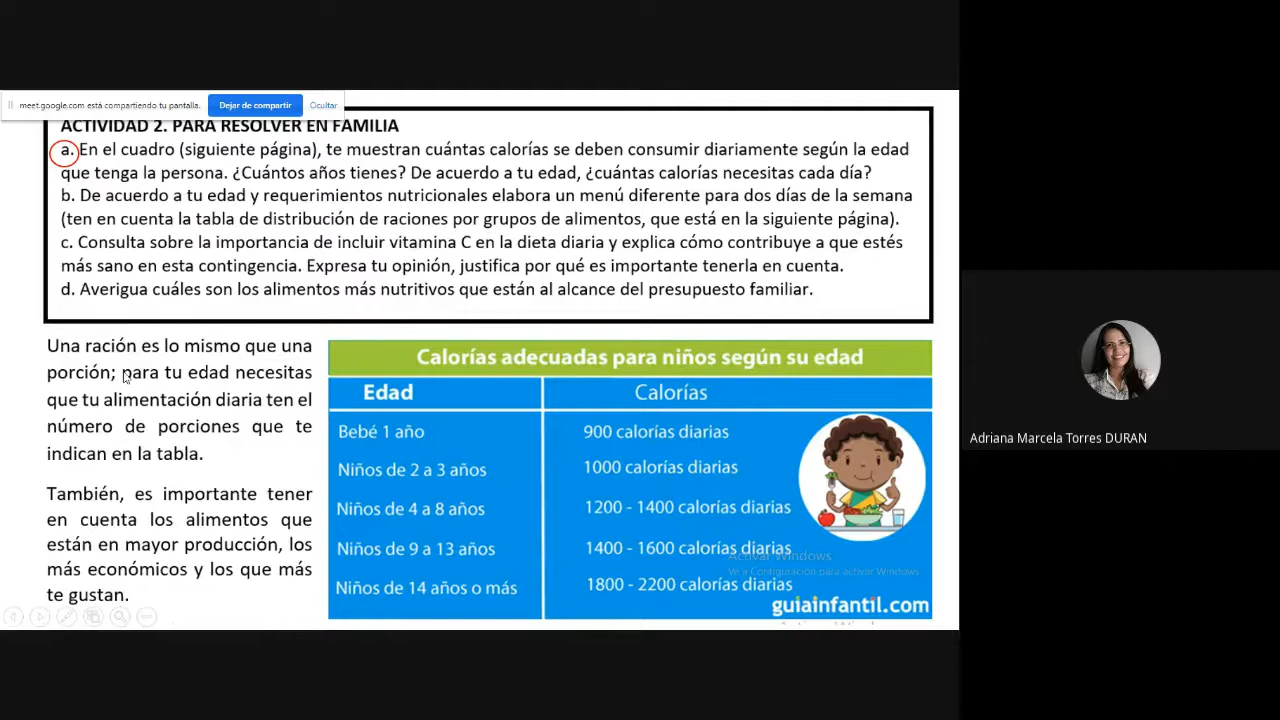 meet.google.com está compartiendo tu pantalla.
Dejar de compartir
Ocultar
ACTIVIDAD 2. PARA RESOLVER EN FAMILIA
a. En el cuadro (siguiente página), te muestran cuántas calorías se deben consumir diariamente según la edad
que tenga la persona. ¿Cuántos años tienes? De acuerdo a tu edad, ¿cuántas calorías necesitas cada día?
b. De acuerdo a tu edad y requerimientos nutricionales elabora un menú diferente para dos días de la semana
(ten en cuenta la tabla de distribución de raciones por grupos de alimentos, que está en la siguiente página).
c. Consulta sobre la importancia de incluir vitamina C en la dieta diaria y explica cómo contribuye a que estés
más sano en esta contingencia. Expresa tu opinión, justifica por qué es importante tenerla en cuenta.
d. Averigua cuáles son los alimentos más nutritivos que están al alcance del presupuesto familiar.
Una ración es lo mismo que una
porción; para tu edad necesitas
que tu alimentación diaria ten el
número de porciones que te
indican en la tabla.
También, es importante tener
en cuenta los alimentos que
están en mayor producción, los
más económicos y los que más
te gustan.
Calorías adecuadas para niños según su edad
Edad Calorías
Bebé 1 año 900 calorías diarias
Niños de 2 a 3 años 1000 calorías diarias
Niños de 4 a 8 años 1200 - 1400 calorías diarias
Niños de 9 a 13 años 1400 - 1600 calorías diarias
Niños de 14 años o más 1800 - 2200 calorías diarias
Activar Windows
Ve a Configuración para activar Windows.
guiainfantil.com
Adriana Marcela Torres DURAN